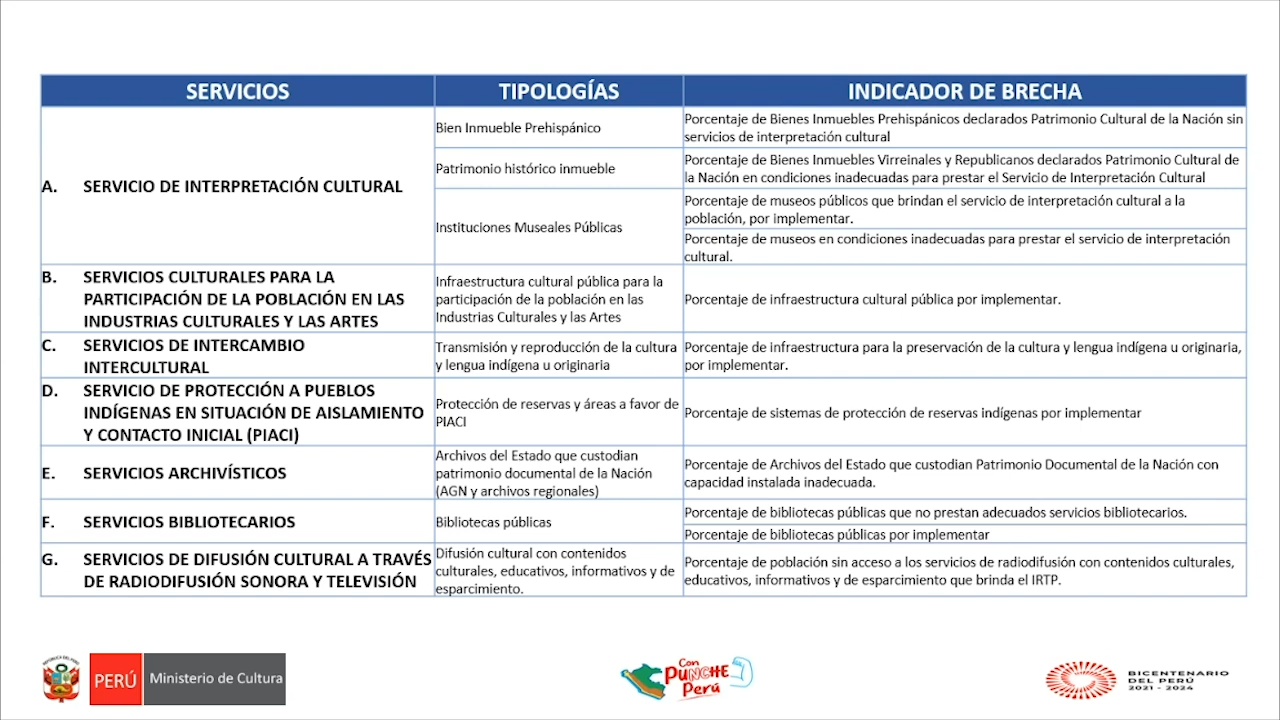 SERVICIOS
TIPOLOGÍAS
INDICADOR DE BRECHA
A. SERVICIO DE INTERPRETACIÓN CULTURAL
Bien Inmueble Prehispánico
Porcentaje de Bienes Inmuebles Prehispánicos declarados Patrimonio Cultural de la Nación sin
servicios de interpretación cultural
Patrimonio histórico inmueble
Porcentaje de Bienes Inmuebles Virreinales y Republicanos declarados Patrimonio Cultural de
la Nación en condiciones inadecuadas para prestar el Servicio de Interpretación Cultural
Instituciones Museales Públicas
Porcentaje de museos públicos que brindan el servicio de interpretación cultural a la
población, por implementar.
Porcentaje de museos en condiciones inadecuadas para prestar el servicio de interpretación
cultural.
B. SERVICIOS CULTURALES PARA LA
PARTICIPACIÓN DE LA POBLACIÓN EN LAS
INDUSTRIAS CULTURALES Y LAS ARTES
Infraestructura cultural pública para la
participación de la población en las
Industrias Culturales y las Artes
Porcentaje de infraestructura cultural pública por implementar.
C. SERVICIOS DE INTERCAMBIO
INTERCULTURAL
Transmisión y reproducción de la cultura
y lengua indígena u originaria
Porcentaje de infraestructura para la preservación de la cultura y lengua indígena u originaria,
por implementar.
D. SERVICIO DE PROTECCIÓN A PUEBLOS
INDÍGENAS EN SITUACIÓN DE AISLAMIENTO
Y CONTACTO INICIAL (PIACI)
Protección de reservas y áreas a favor de
PIACI
Porcentaje de sistemas de protección de reservas indígenas por implementar
E. SERVICIOS ARCHIVÍSTICOS
Archivos del Estado que custodian
patrimonio documental de la Nación
(AGN y archivos regionales)
Porcentaje de Archivos del Estado que custodian Patrimonio Documental de la Nación con
capacidad instalada inadecuada.
F. SERVICIOS BIBLIOTECARIOS
Bibliotecas públicas
Porcentaje de bibliotecas públicas que no prestan adecuados servicios bibliotecarios.
Porcentaje de bibliotecas públicas por implementar
G. SERVICIOS DE DIFUSIÓN CULTURAL A TRAVÉS
DE RADIODIFUSIÓN SONORA Y TELEVISIÓN
Difusión cultural con contenidos
culturales, educativos, informativos y de
esparcimiento.
Porcentaje de población sin acceso a los servicios de radiodifusión con contenidos culturales,
educativos, informativos y de esparcimiento que brinda el IRTP.
REPÚBLICA DEL PERÚ
PERÚ
Ministerio de Cultura
Con
PUNCHE
Perú
BICENTENARIO
DEL PERÚ
2021 - 2024